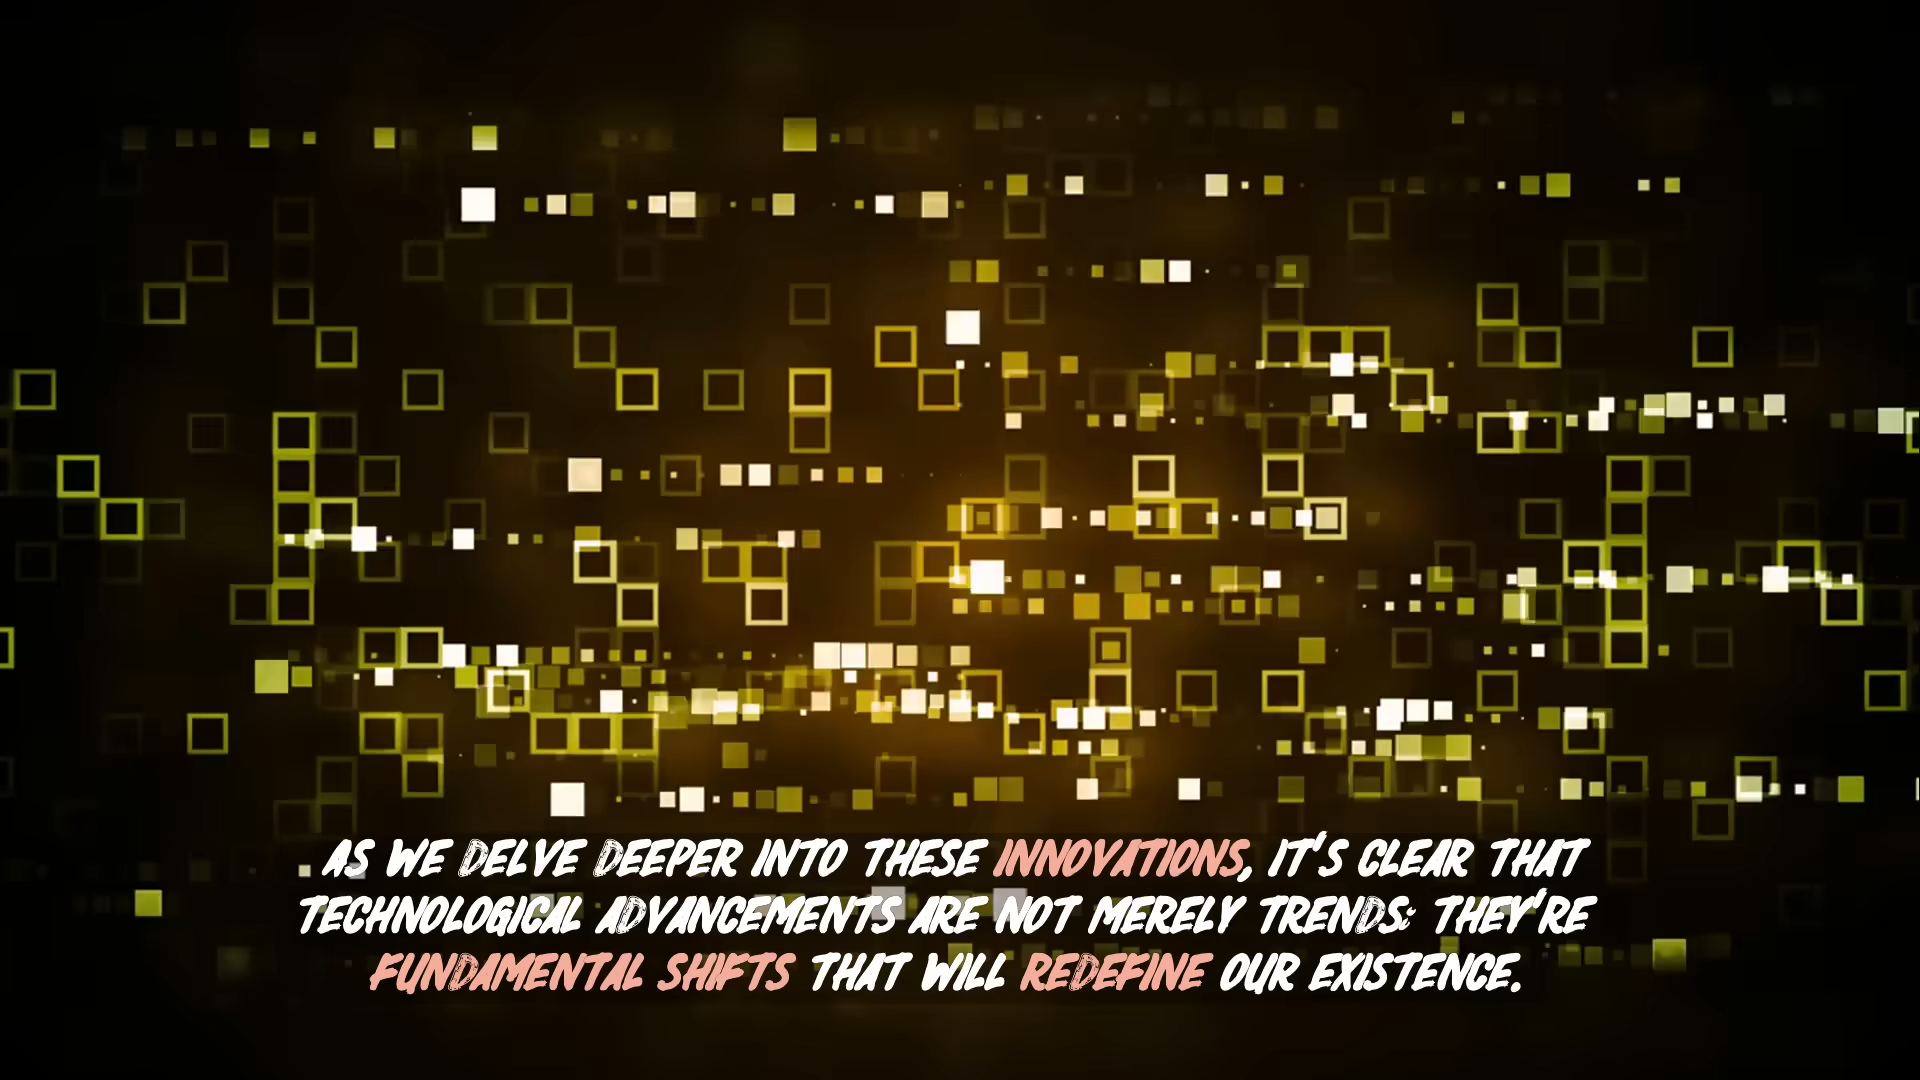 AS WE DELVE DEEPER INTO THESE INNOVATIONS, IT'S CLEAR THAT
TECHNOLOGICAL ADVANCEMENTS ARE NOT MERELY TRENDS; THEY'RE
FUNDAMENTAL SHIFTS THAT WILL REDEFINE OUR EXISTENCE.